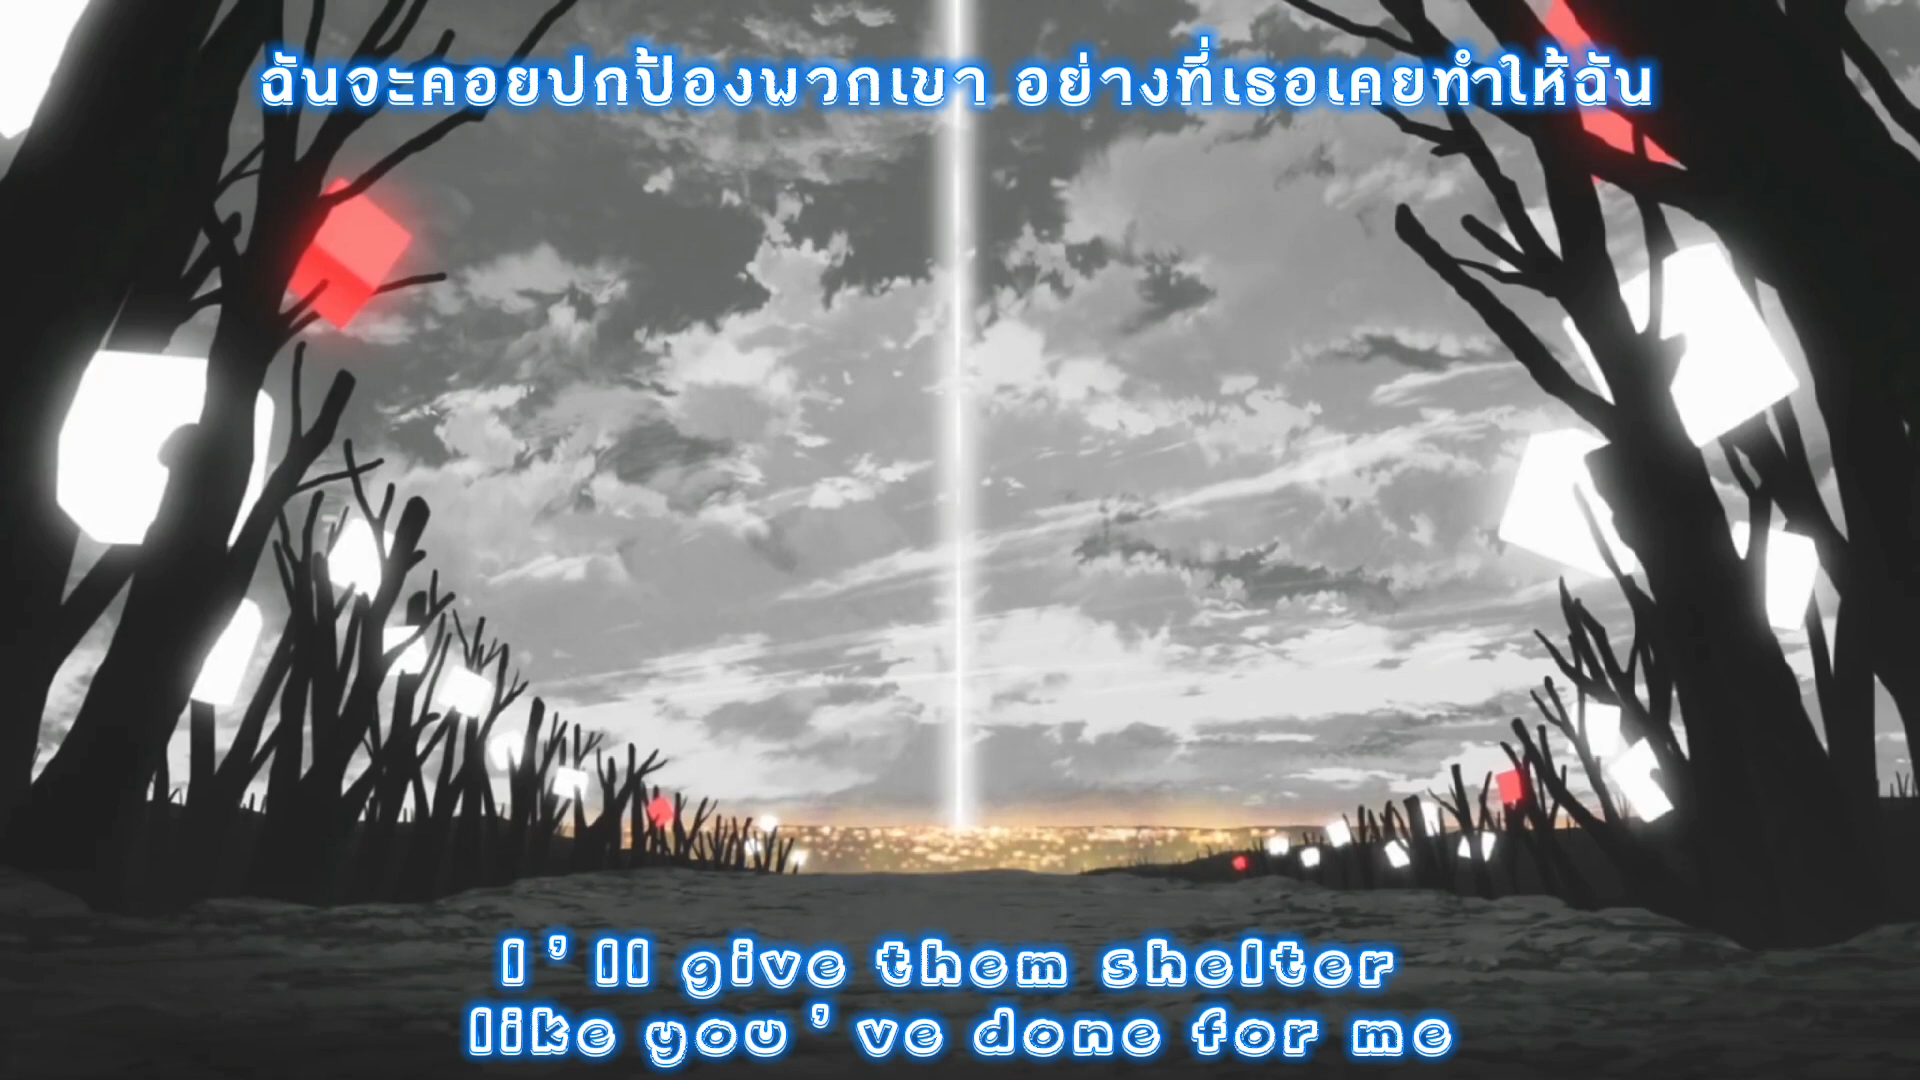 ฉันจะคอยปกป้องพวกเขา อย่างที่เธอเคยทำให้ฉัน
I'll give them shelter
like you've done for me